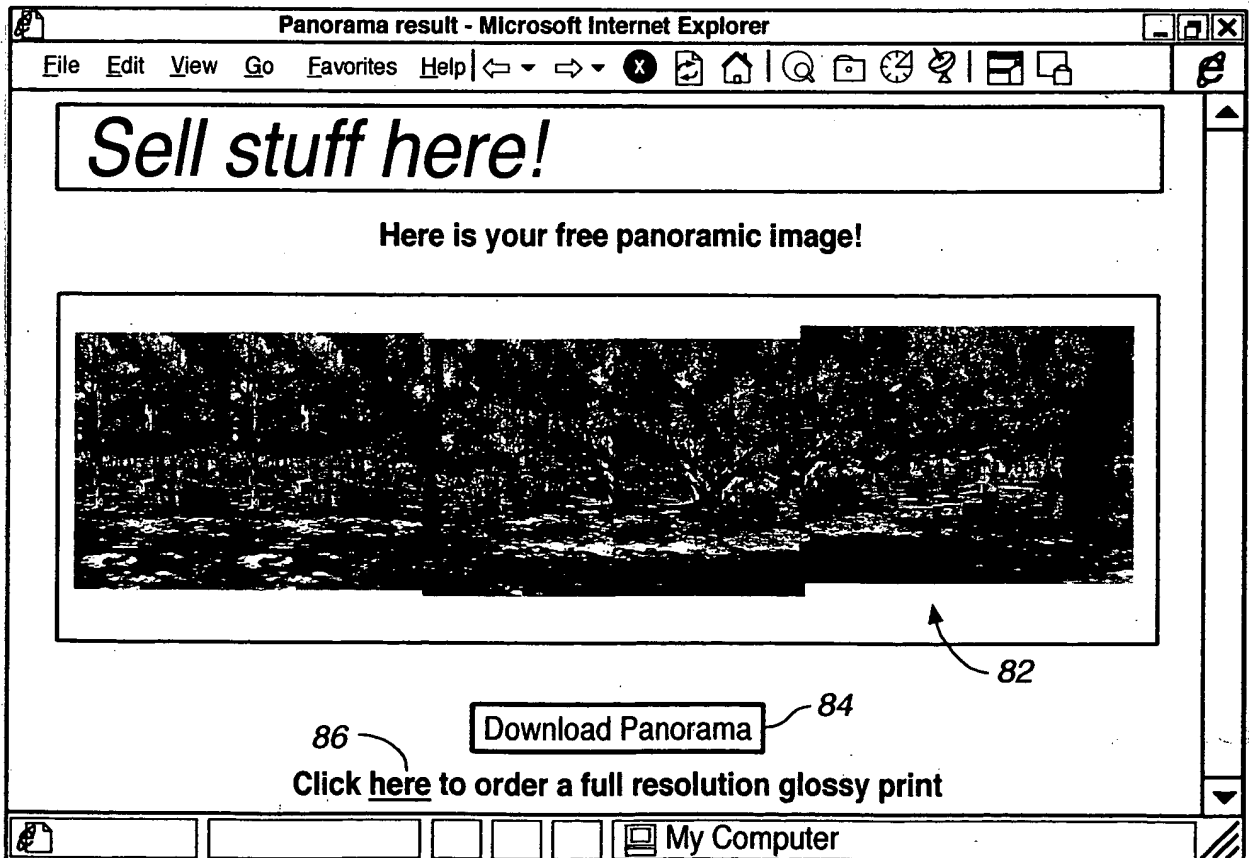 Panorama result - Microsoft Internet Explorer
File Edit View Go Favorites Help
Sell stuff here!
Here is your free panoramic image!
82
Download Panorama
84
86
Click here to order a full resolution glossy print
My Computer